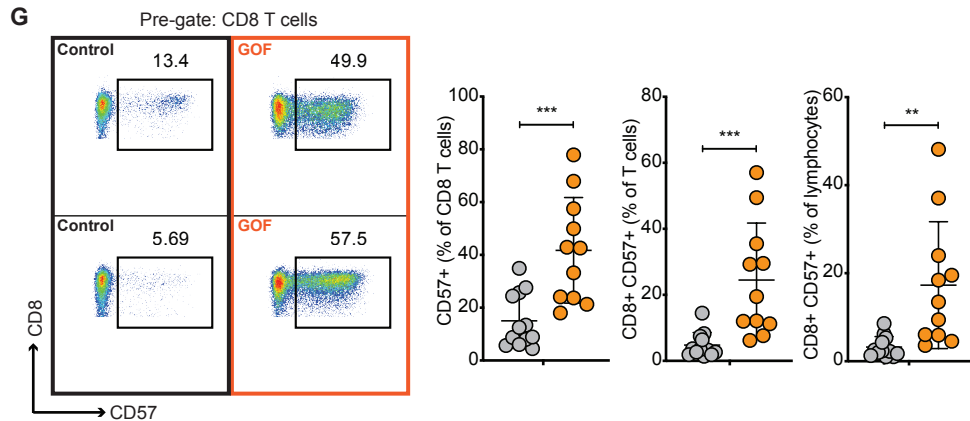 G
Pre-gate: CD8 T cells
Control
13.4
GOF
49.9
Control
5.69
GOF
57.5
CD8
CD57
CD57+ (% of CD8 T cells)
100
80
60
40
20
0
***
CD8+ CD57+ (% of T cells)
80
60
40
20
0
***
CD8+ CD57+ (% of lymphocytes)
60
40
20
0
**